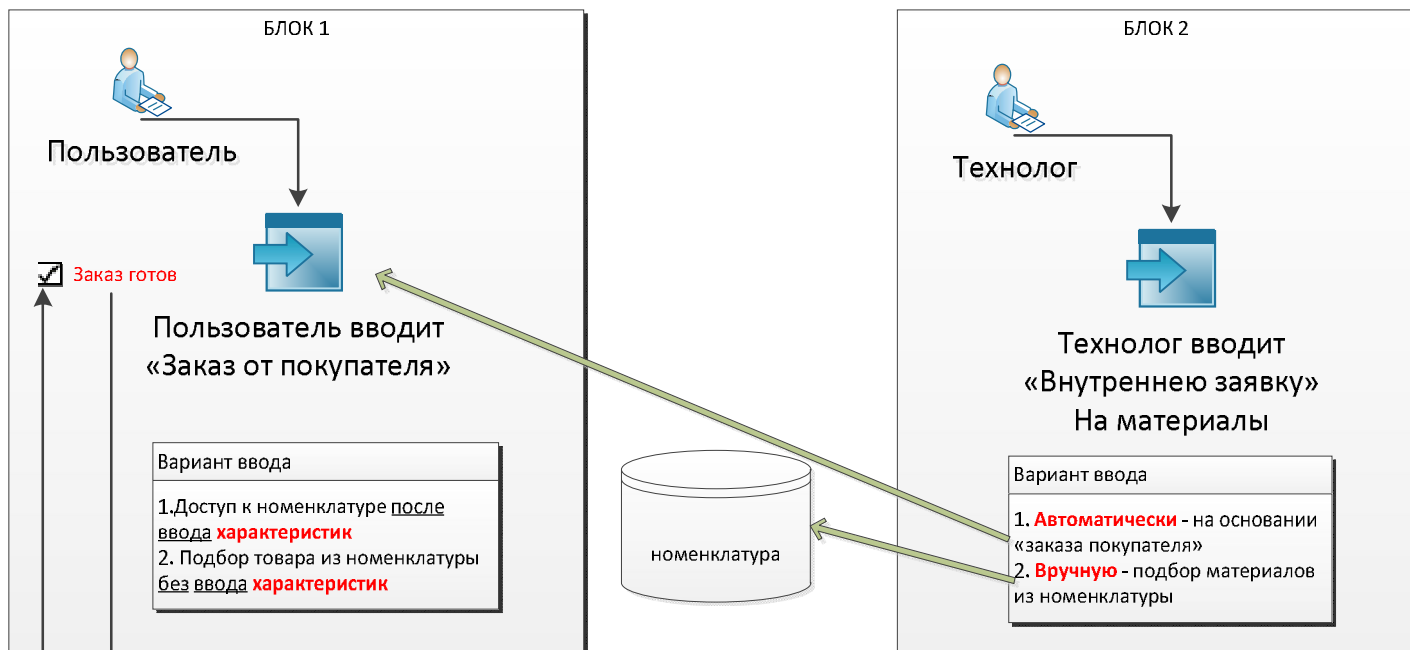 БЛОК 1
Пользователь
Заказ готов
Пользователь вводит
«Заказ от покупателя»
Вариант ввода
1.Доступ к номенклатуре после
ввода характеристик
2. Подбор товара из номенклатуры
без ввода характеристик
номенклатура
БЛОК 2
Технолог
Технолог вводит
«Внутреннею заявку»
На материалы
Вариант ввода
1. Автоматически - на основании
«заказа покупателя»
2. Вручную - подбор материалов
из номенклатуры